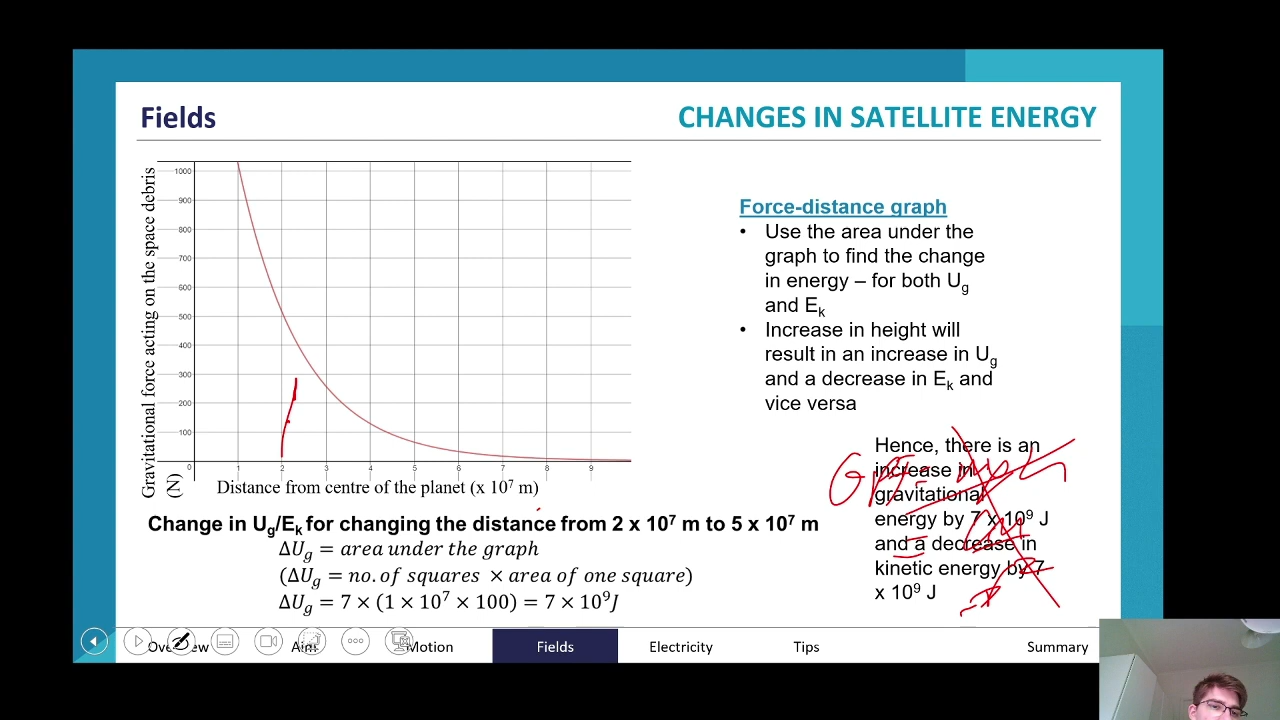 Fields
CHANGES IN SATELLITE ENERGY
Gravitational force acting on the space debris
(N)
1000
900
800
700
600
500
400
300
200
100
0 1 2 3 4 5 6 7 8 9
Distance from centre of the planet (x 10⁷ m)
Force-distance graph
• Use the area under the
graph to find the change
in energy – for both Ug
and Ek
• Increase in height will
result in an increase in Ug
and a decrease in Ek and
vice versa
Hence, there is an
increase in
gravitational
energy by 7 x 10⁹ J
and a decrease in
kinetic energy by 7
x 10⁹ J
Change in Ug/Ek for changing the distance from 2 x 10⁷ m to 5 x 10⁷ m
ΔUg = area under the graph
(ΔUg = no. of squares × area of one square)
ΔUg = 7 × (1 × 10⁷ × 100) = 7 × 10⁹J
Overview
Aims
Motion
Fields
Electricity
Tips
Summary